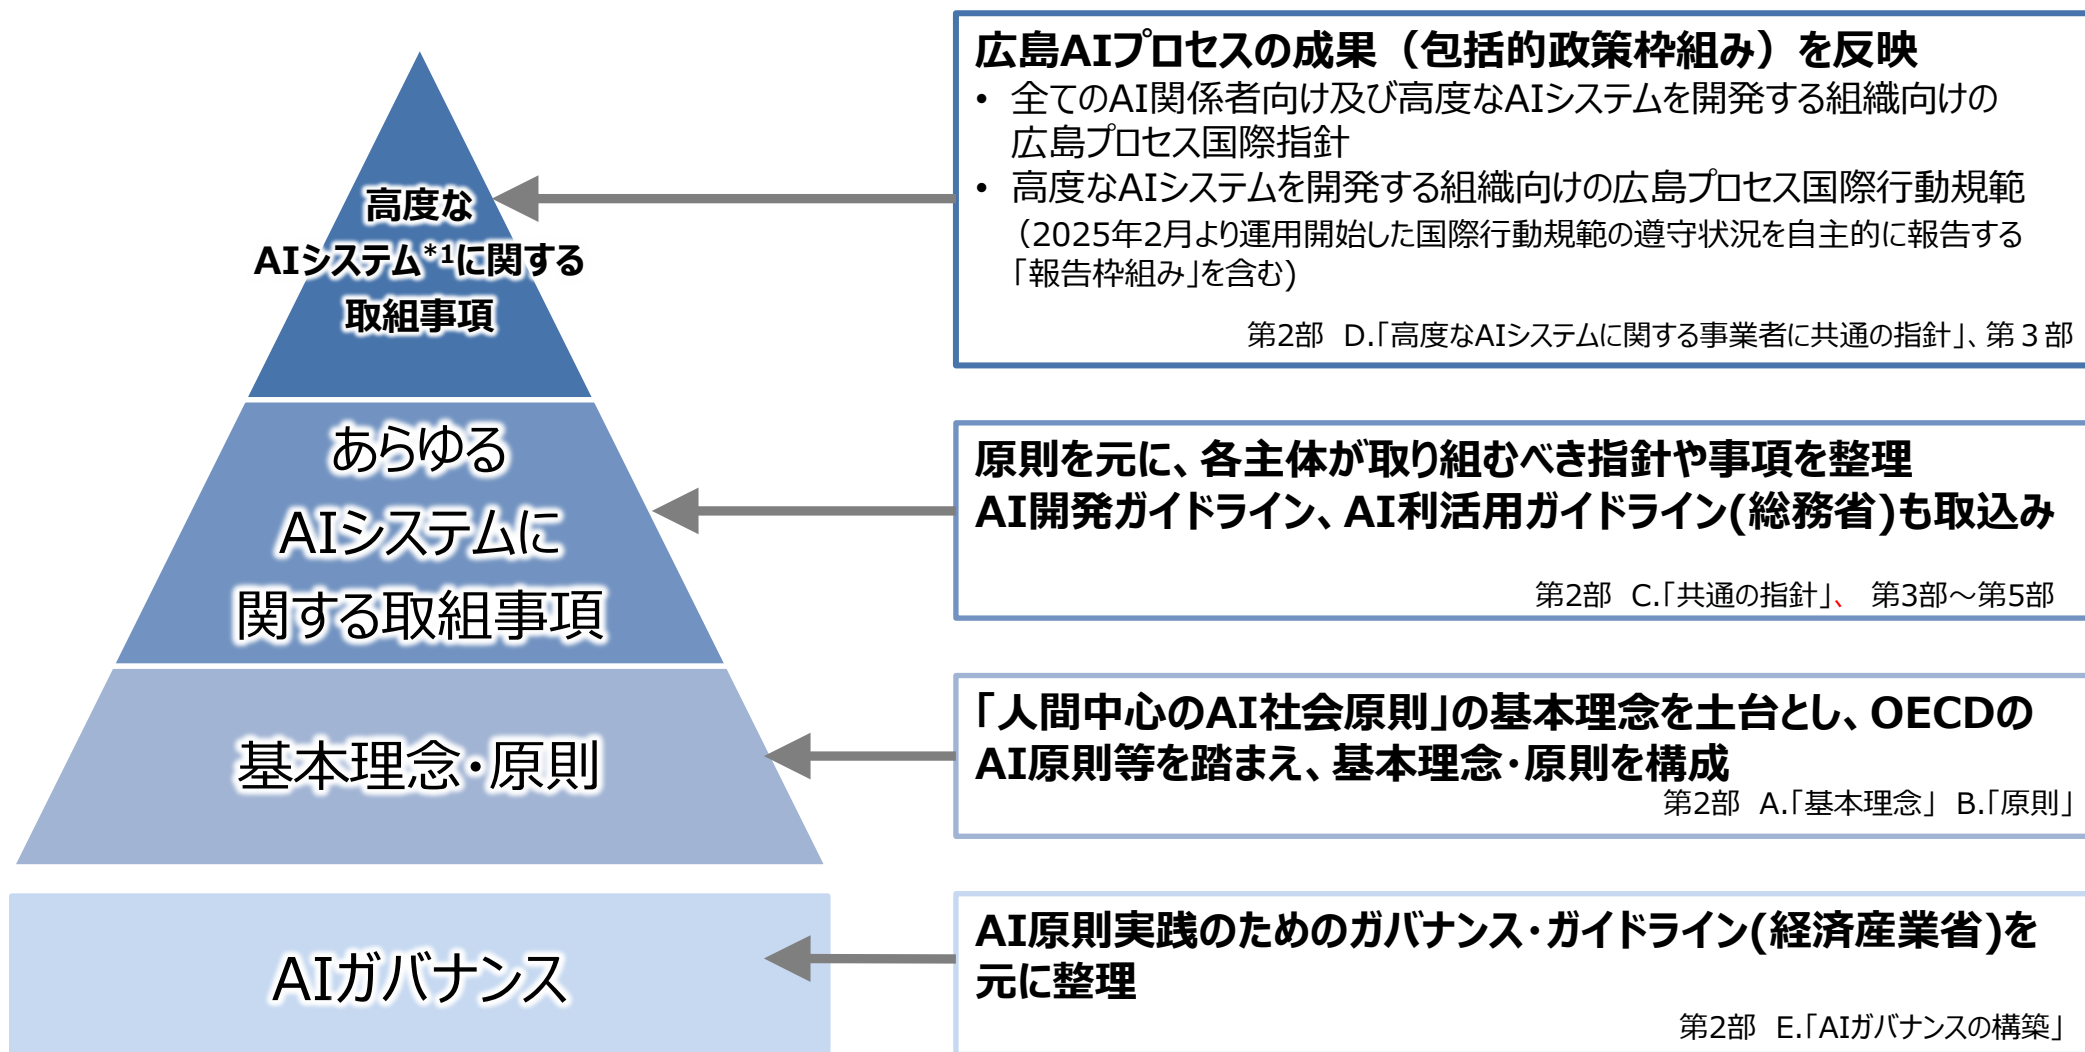 高度な
AIシステム*1に関する
取組事項
広島AIプロセスの成果（包括的政策枠組み）を反映
• 全てのAI関係者向け及び高度なAIシステムを開発する組織向けの
広島プロセス国際指針
• 高度なAIシステムを開発する組織向けの広島プロセス国際行動規範
（2025年2月より運用開始した国際行動規範の遵守状況を自主的に報告する
「報告枠組み」を含む)
第2部 D.「高度なAIシステムに関する事業者に共通の指針」、第３部
あらゆる
AIシステムに
関する取組事項
原則を元に、各主体が取り組むべき指針や事項を整理
AI開発ガイドライン、AI利活用ガイドライン(総務省)も取込み
第2部 C.「共通の指針」、 第3部～第5部
基本理念・原則
「人間中心のAI社会原則」の基本理念を土台とし、OECDの
AI原則等を踏まえ、基本理念・原則を構成
第2部 A.「基本理念」 B.「原則」
AIガバナンス
AI原則実践のためのガバナンス・ガイドライン(経済産業省)を
元に整理
第2部 E.「AIガバナンスの構築」